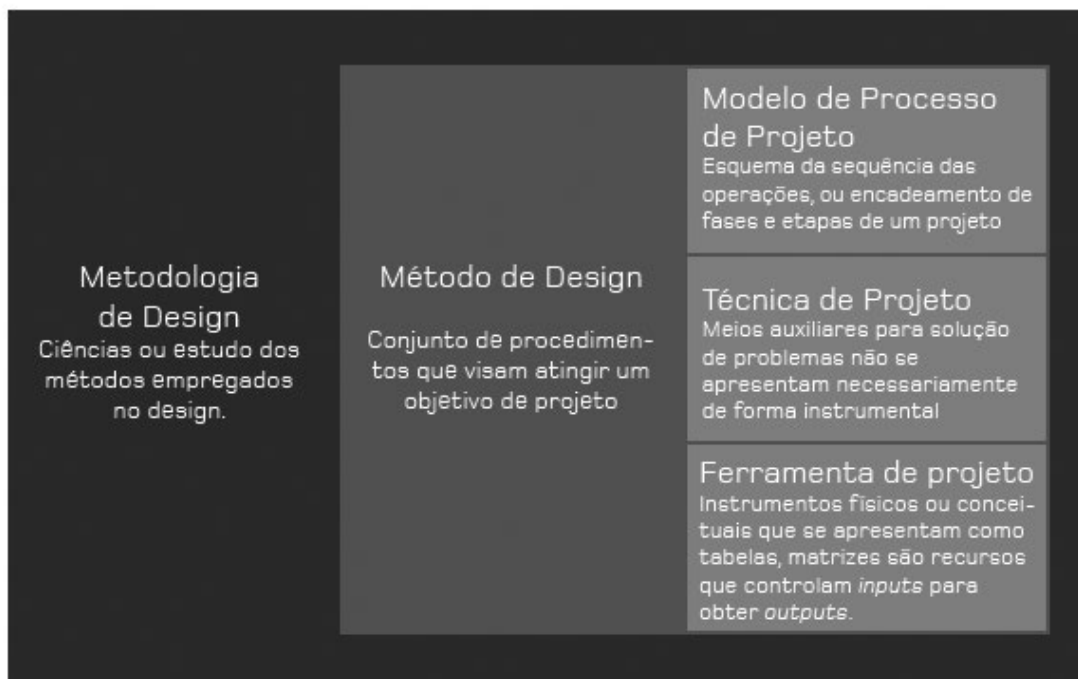 Metodologia
de Design
Ciências ou estudo dos
métodos empregados
no design.
Método de Design
Conjunto de procedimen-
tos que visam atingir um
objetivo de projeto
Modelo de Processo
de Projeto
Esquema da sequência das
operações, ou encadeamento de
fases e etapas de um projeto
Técnica de Projeto
Meios auxiliares para solução
de problemas não se
apresentam necessariamente
de forma instrumental
Ferramenta de projeto
Instrumentos físicos ou concei-
tuais que se apresentam como
tabelas, matrizes são recursos
que controlam inputs para
obter outputs.